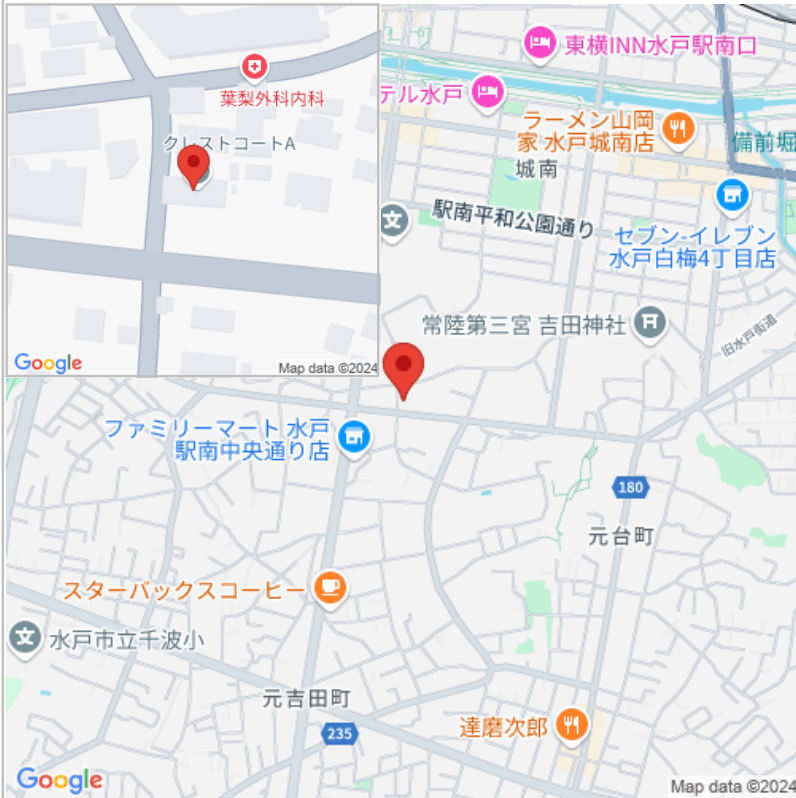 葉梨外科内科
クレストコートA
Google
Map data ©2024
東横INN水戸駅南口
テル水戸
ラーメン山岡
家 水戸城南店
備前堀
城南
駅南平和公園通り
セブン-イレブン
水戸白梅4丁目店
常陸第三宮 吉田神社
旧水戸街道
ファミリーマート 水戸
駅南中央通り店
180
元台町
スターバックスコーヒー
水戸市立千波小
元吉田町
235
達磨次郎
Google
Map data ©2024